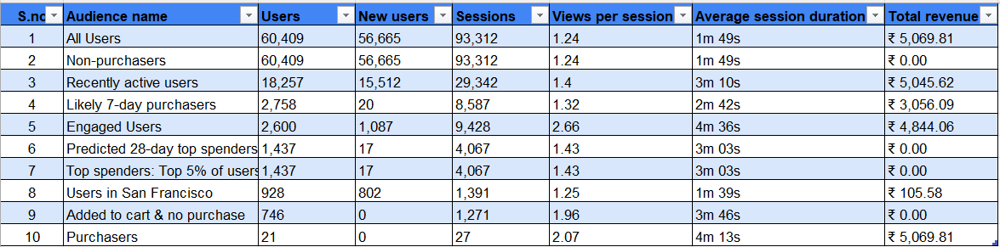 S.no Audience name Users New users Sessions Views per session Average session duration Total revenue
1 All Users 60,409 56,665 93,312 1.24 1m 49s ₹ 5,069.81
2 Non-purchasers 60,409 56,665 93,312 1.24 1m 49s ₹ 0.00
3 Recently active users 18,257 15,512 29,342 1.4 3m 10s ₹ 5,045.62
4 Likely 7-day purchasers 2,758 20 8,587 1.32 2m 42s ₹ 3,056.09
5 Engaged Users 2,600 1,087 9,428 2.66 4m 36s ₹ 4,844.06
6 Predicted 28-day top spenders 1,437 17 4,067 1.43 3m 03s ₹ 0.00
7 Top spenders: Top 5% of users 1,437 17 4,067 1.43 3m 03s ₹ 0.00
8 Users in San Francisco 928 802 1,391 1.25 1m 39s ₹ 105.58
9 Added to cart & no purchase 746 0 1,271 1.96 3m 46s ₹ 0.00
10 Purchasers 21 0 27 2.07 4m 13s ₹ 5,069.81